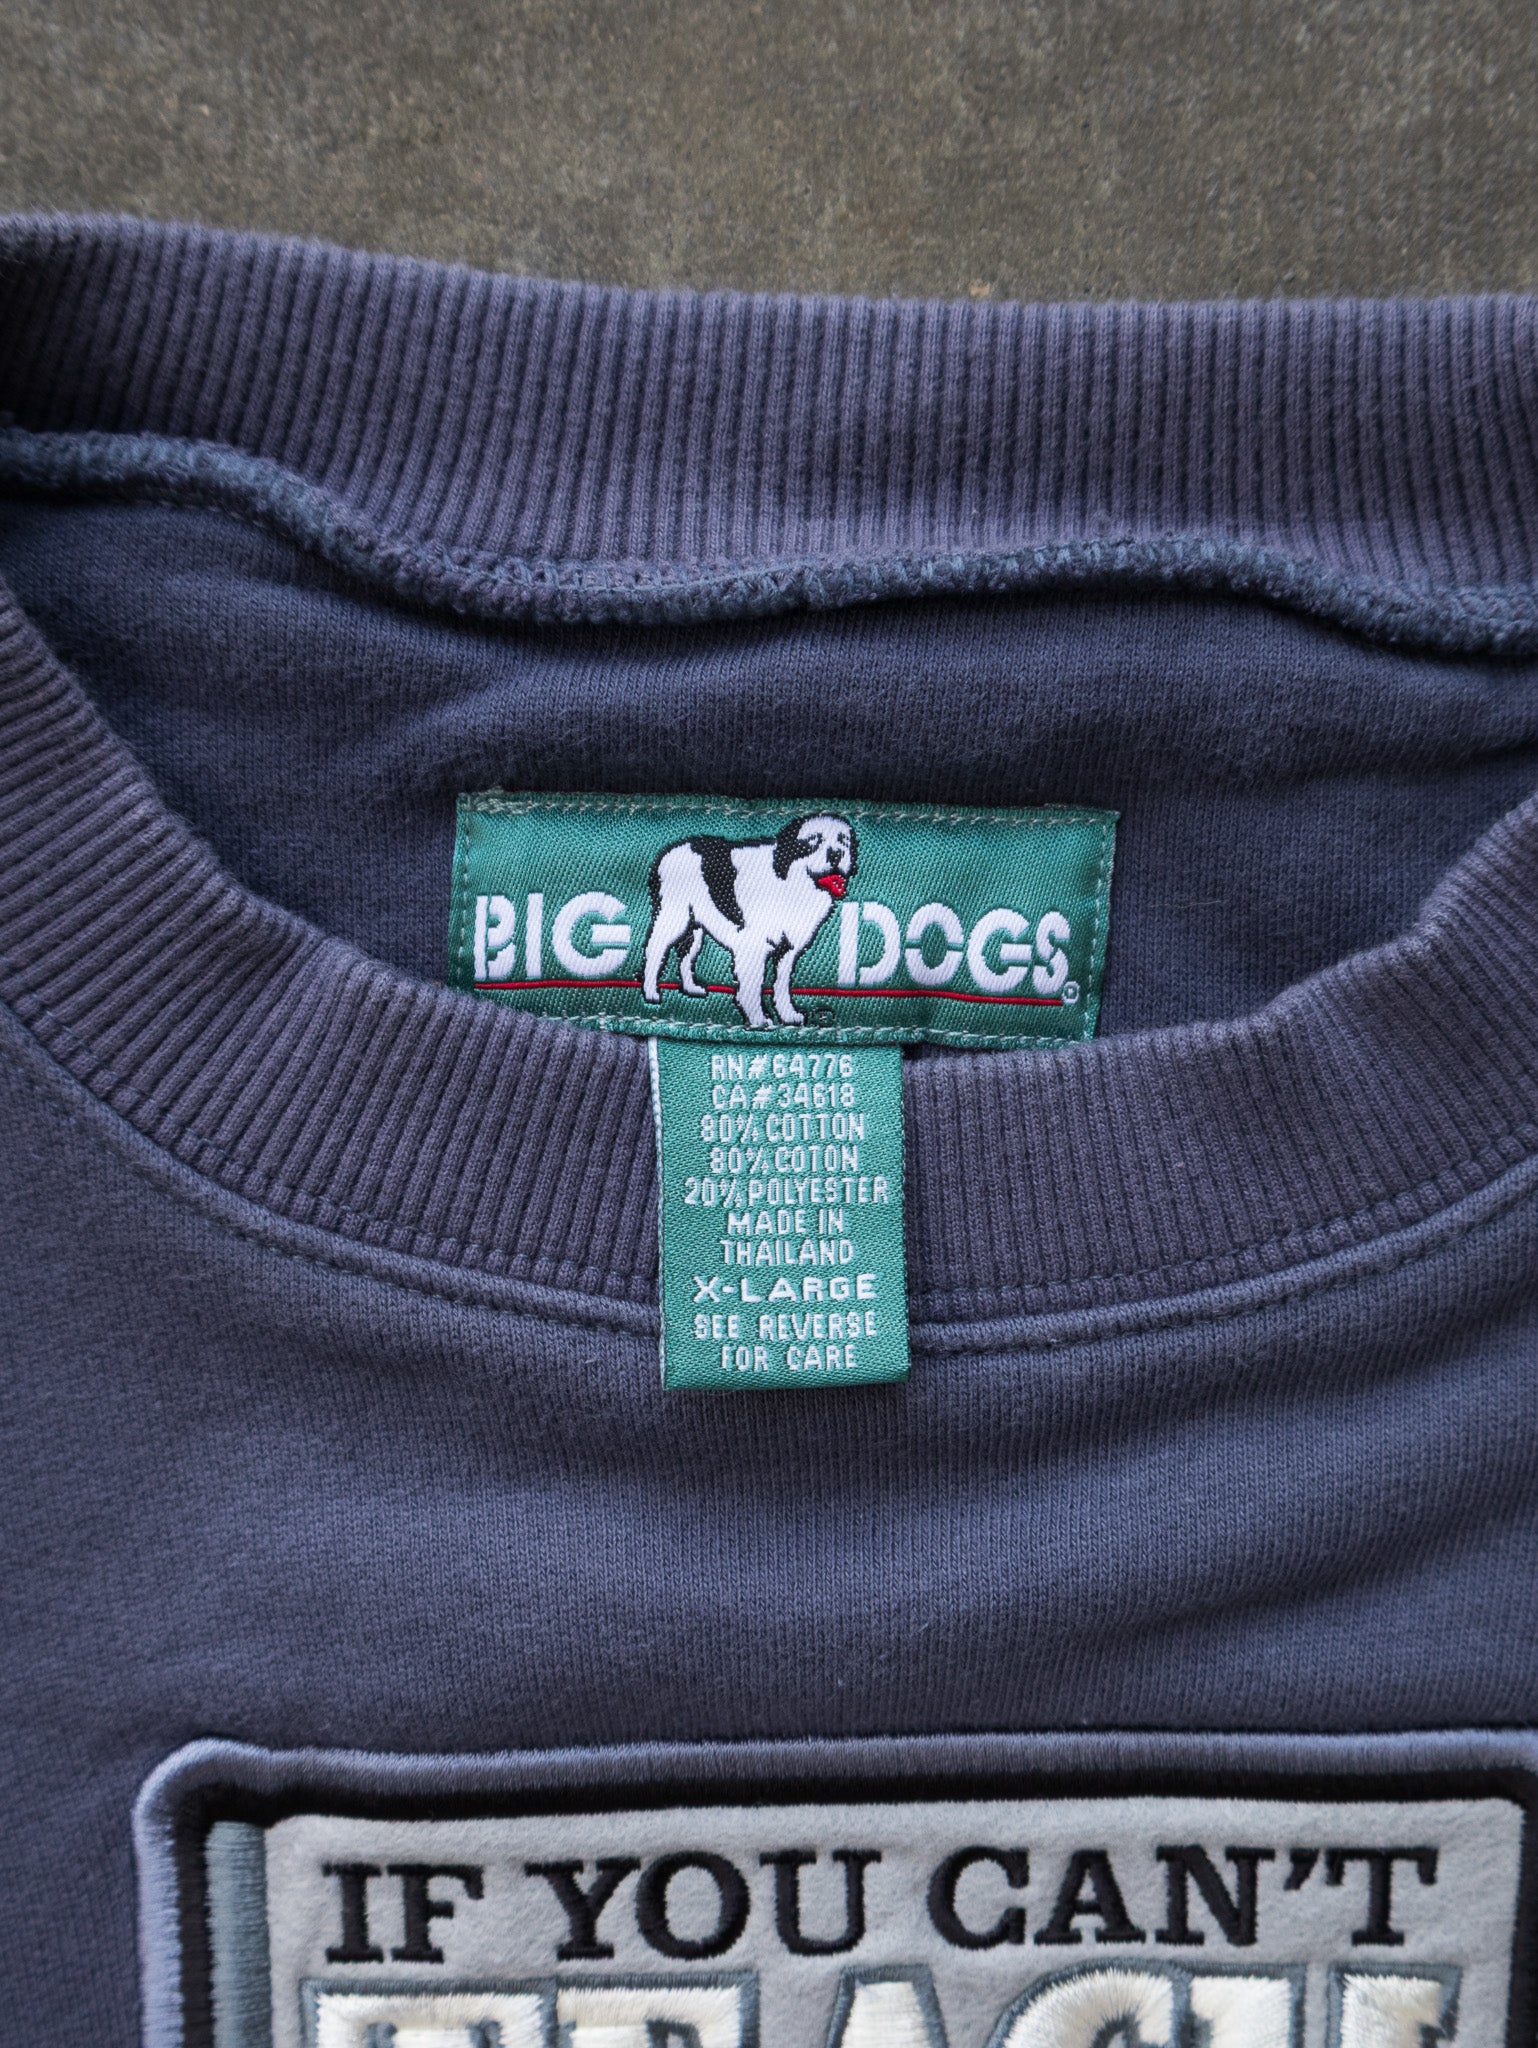 BIG DOGS®
RN#64776
CA#34618
80% COTTON
80% COTON
20% POLYESTER
MADE IN
THAILAND
X-LARGE
SEE REVERSE
FOR CARE
IF YOU CAN'T